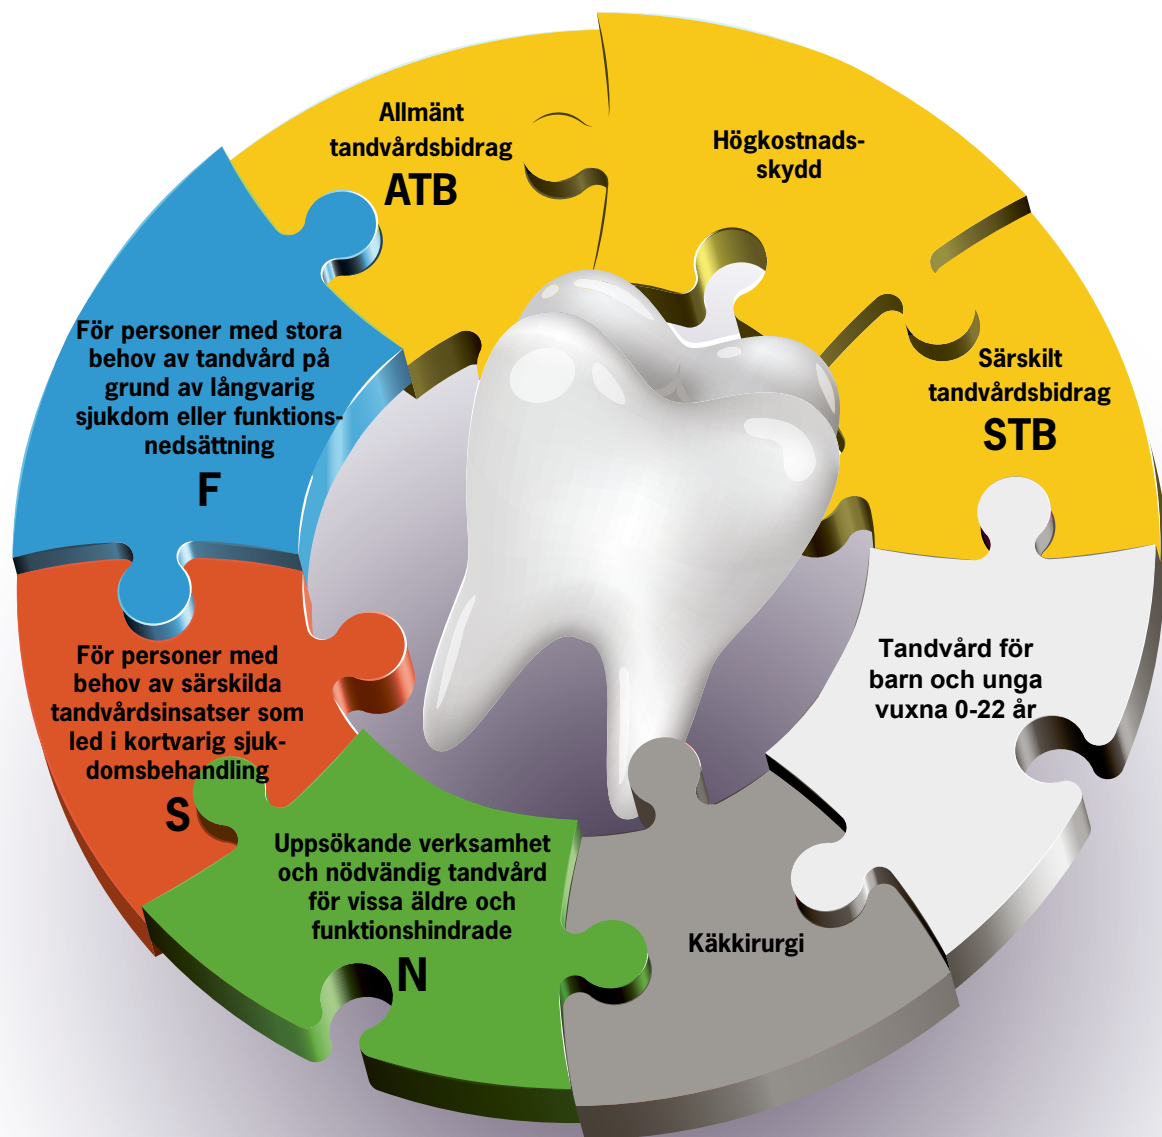 Allmänt
tandvårdsbidrag
ATB
Högkostnads-
skydd
Särskilt
tandvårdsbidrag
STB
Tandvård för
barn och unga
vuxna 0-22 år
Käkkirurgi
Uppsökande verksamhet
och nödvändig tandvård
för vissa äldre och
funktionshindrade
N
För personer med
behov av särskilda
tandvårdsinsatser som
led i kortvarig sjuk-
domsbehandling
S
För personer med stora
behov av tandvård på
grund av långvarig
sjukdom eller funktions-
nedsättning
F